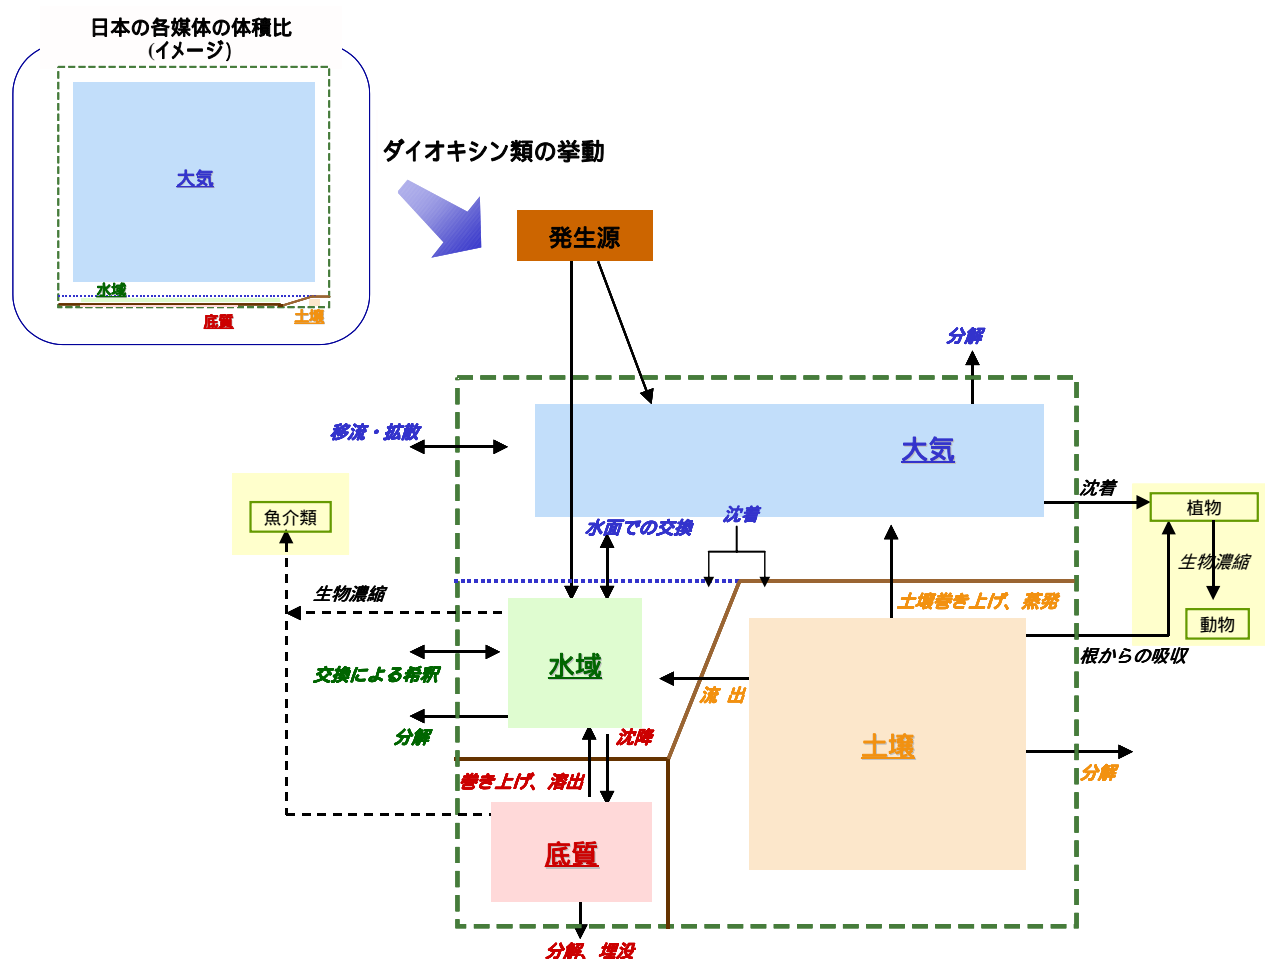 日本の各媒体の体積比
(イメージ)
大気
水域
底質
土壌
ダイオキシン類の挙動
発生源
分解
移流・拡散
大気
沈着
植物
魚介類
水面での交換
沈着
生物濃縮
生物濃縮
土壌巻き上げ、蒸発
動物
水域
根からの吸収
交換による希釈
流 出
分解
沈降
土壌
巻き上げ、溶出
分解
底質
分解、埋没